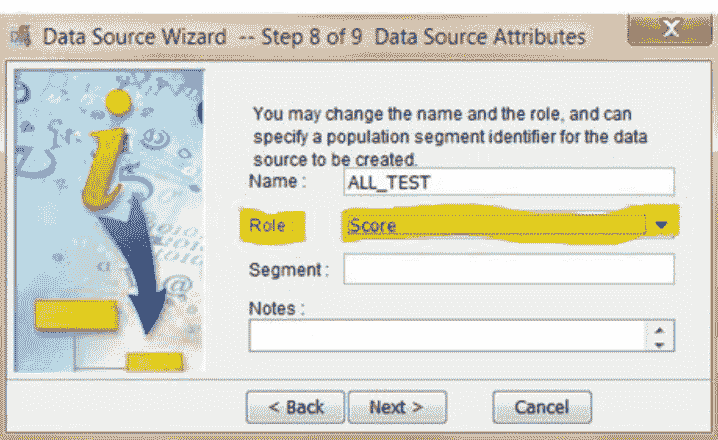 Data Source Wizard -- Step 8 of 9 Data Source Attributes
You may change the name and the role, and can
specify a population segment identifier for the data
source to be created.
Name : ALL_TEST
Role : Score
Segment :
Notes :
< Back Next > Cancel